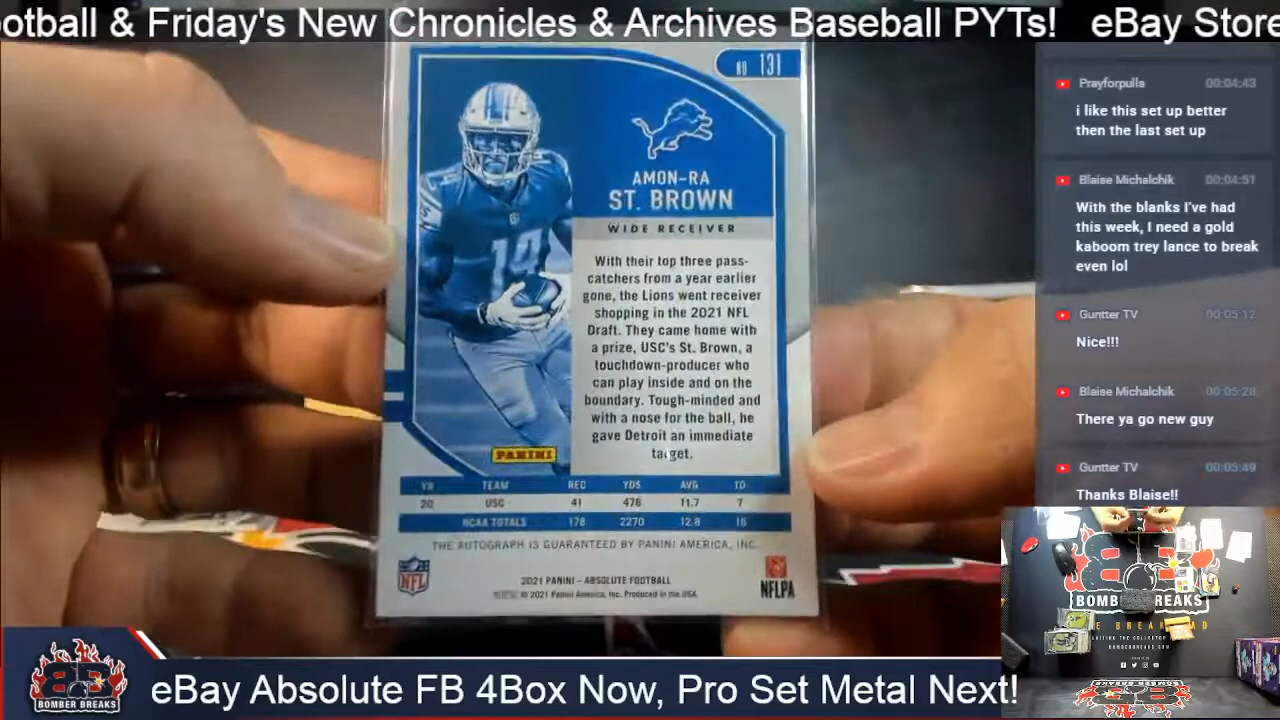 ootball & Friday's New Chronicles & Archives Baseball PYTs! eBay Store
NO 131
AMON-RA
ST. BROWN
WIDE RECEIVER
With their top three pass-
catchers from a year earlier
gone, the Lions went receiver
shopping in the 2021 NFL
Draft. They came home with
a prize, USC's St. Brown, a
touchdown-producer who
can play inside and on the
boundary. Tough-minded and
with a nose for the ball, he
gave Detroit an immediate
target.
14
PANINI
YR TEAM REC YDS AVG TD
20 USC 41 478 11.7 7
NCAA TOTALS 178 2270 12.8 16
THE AUTOGRAPH IS GUARANTEED BY PANINI AMERICA, INC.
NFL
2021 PANINI – ABSOLUTE FOOTBALL
© 2021 Panini America, Inc. Produced in the USA.
NFLPA
Prayforpulls 00:04:43
i like this set up better
then the last set up
Blaise Michalchik 00:04:51
With the blanks I've had
this week, I need a gold
kaboom trey lance to break
even lol
Guntter TV 00:05:12
Nice!!!
Blaise Michalchik 00:05:28
There ya go new guy
Guntter TV 00:05:49
Thanks Blaise!!
BOMBER BREAKS
BOMBERBREAKS.COM
BOMBER BREAKS
BOMBER BREAKS
eBay Absolute FB 4Box Now, Pro Set Metal Next!